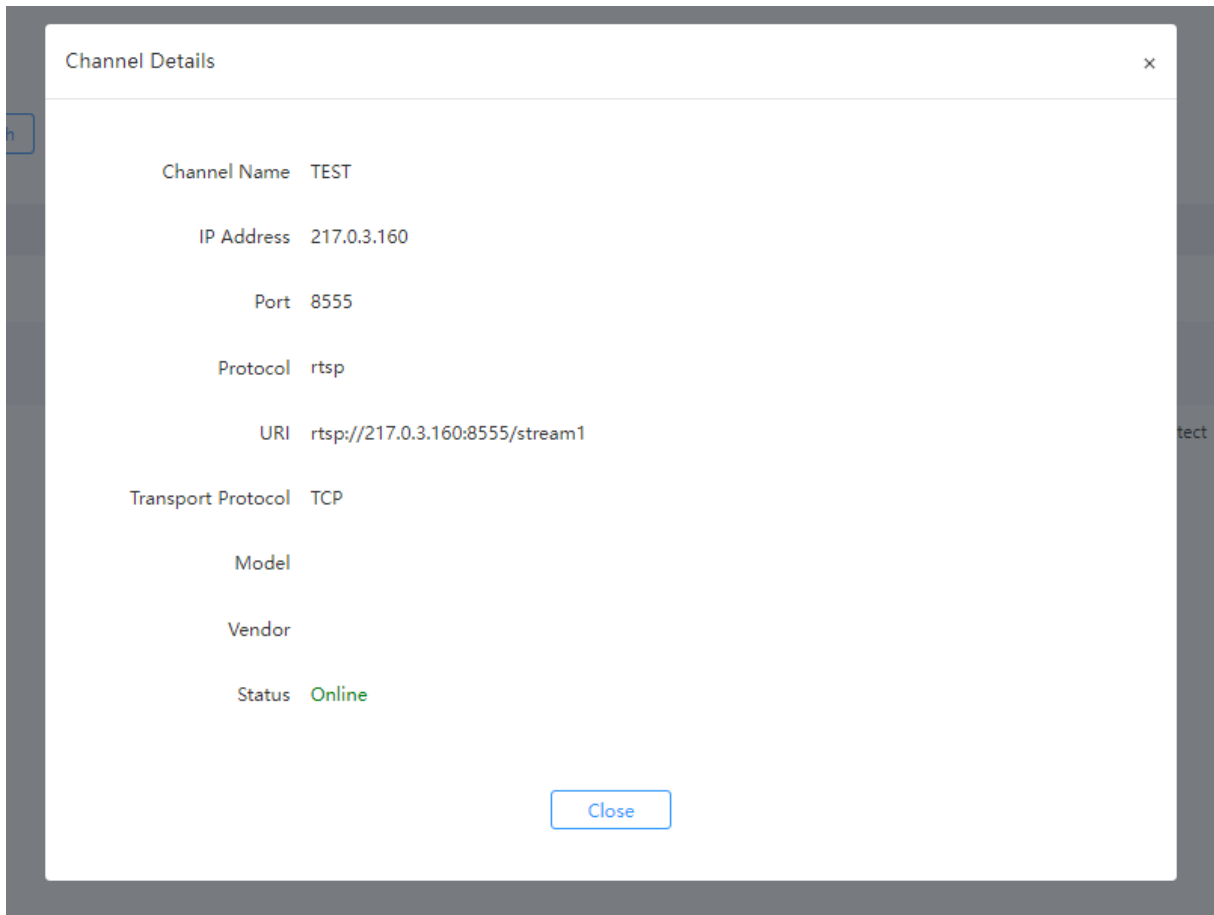 Channel Details
×
h
Channel Name TEST
IP Address 217.0.3.160
Port 8555
Protocol rtsp
URI rtsp://217.0.3.160:8555/stream1
tect
Transport Protocol TCP
Model
Vendor
Status Online
Close